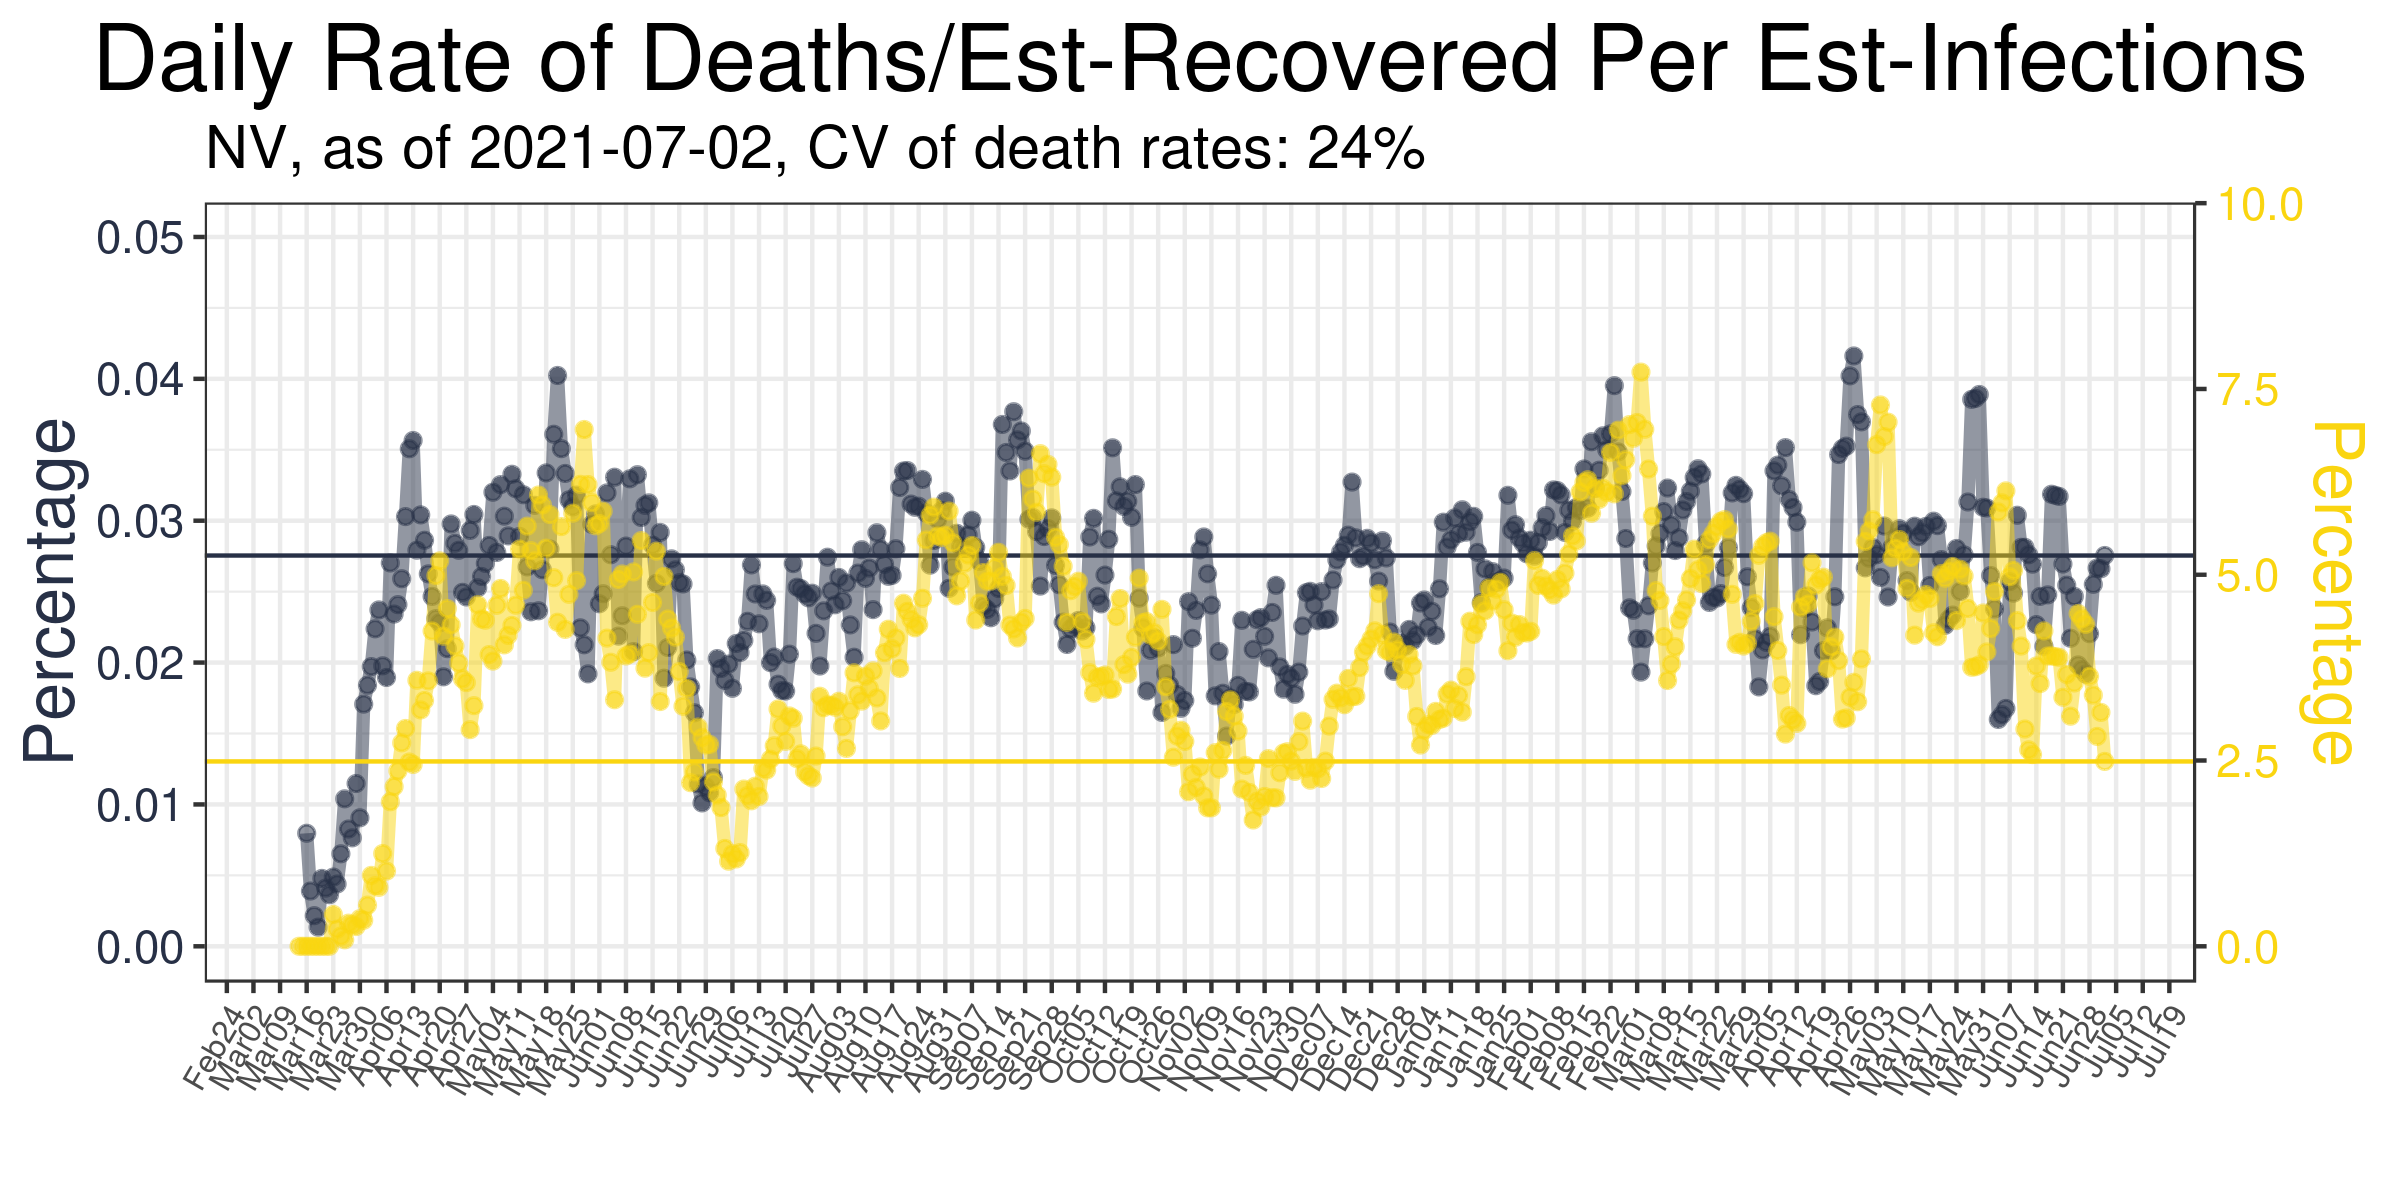 Daily Rate of Deaths/Est-Recovered Per Est-Infections
NV, as of 2021-07-02, CV of death rates: 24%
Percentage
0.05
0.04
0.03
0.02
0.01
0.00
10.0
7.5
5.0
2.5
0.0
Percentage
Feb24
Mar02
Mar09
Mar16
Mar23
Mar30
Apr06
Apr13
Apr20
Apr27
May04
May11
May18
May25
Jun01
Jun08
Jun15
Jun22
Jun29
Jul06
Jul13
Jul20
Jul27
Aug03
Aug10
Aug17
Aug24
Aug31
Sep07
Sep14
Sep21
Sep28
Oct05
Oct12
Oct19
Oct26
Nov02
Nov09
Nov16
Nov23
Nov30
Dec07
Dec14
Dec21
Dec28
Jan04
Jan11
Jan18
Jan25
Feb01
Feb08
Feb15
Feb22
Mar01
Mar08
Mar15
Mar22
Mar29
Apr05
Apr12
Apr19
Apr26
May03
May10
May17
May24
May31
Jun07
Jun14
Jun21
Jun28
Jul05
Jul12
Jul19